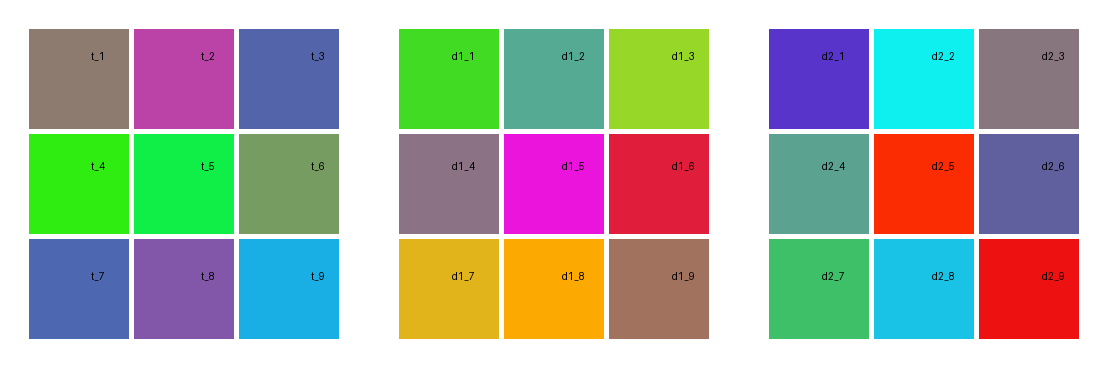 t_1 t_2 t_3 d1_1 d1_2 d1_3 d2_1 d2_2 d2_3
t_4 t_5 t_6 d1_4 d1_5 d1_6 d2_4 d2_5 d2_6
t_7 t_8 t_9 d1_7 d1_8 d1_9 d2_7 d2_8 d2_9